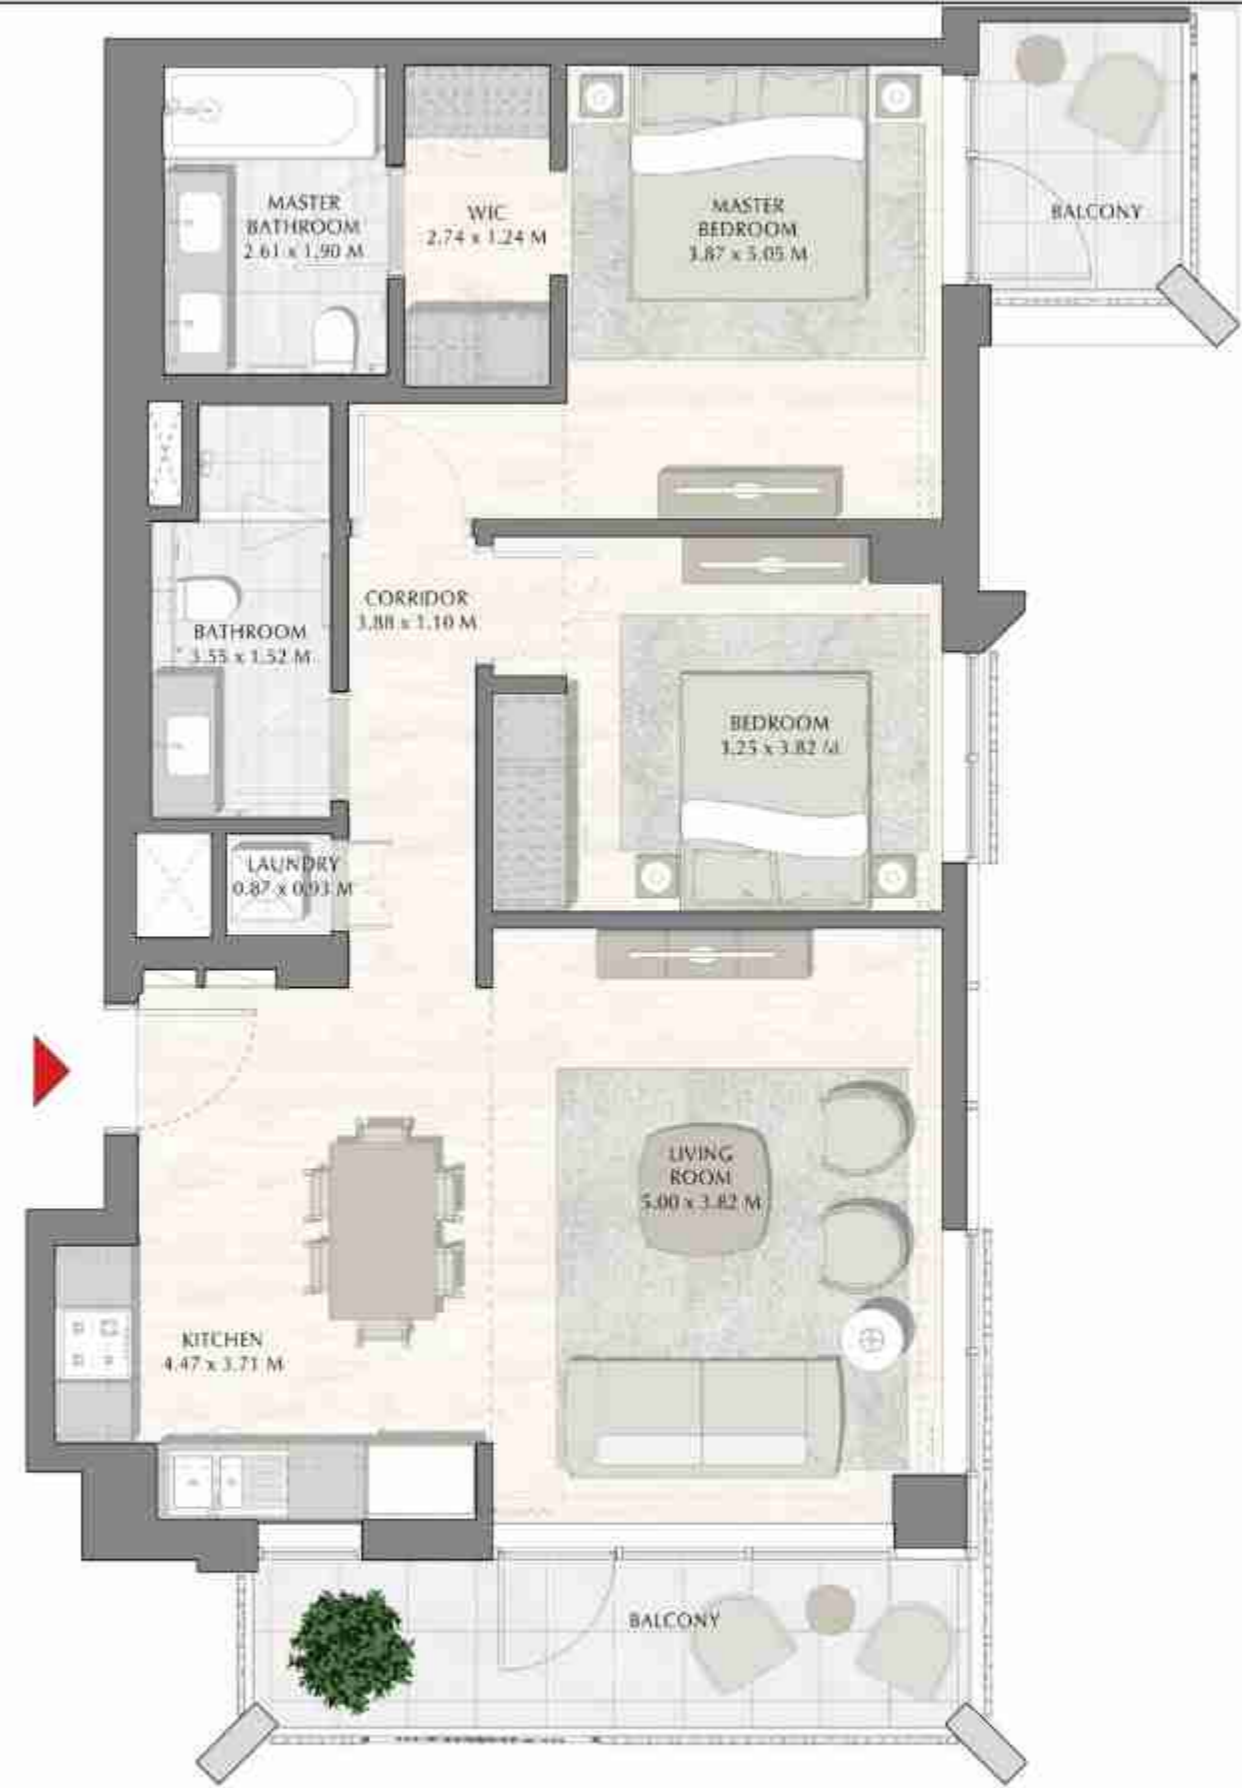 MASTER
BATHROOM
2.61 x 1.90 M
WIC
2.74 x 1.24 M
MASTER
BEDROOM
3.87 x 3.05 M
BALCONY
CORRIDOR
3.88 x 1.10 M
BATHROOM
3.55 x 1.52 M
BEDROOM
3.25 x 3.82 M
LAUNDRY
0.87 x 0.93 M
LIVING
ROOM
5.00 x 3.82 M
KITCHEN
4.47 x 3.71 M
BALCONY